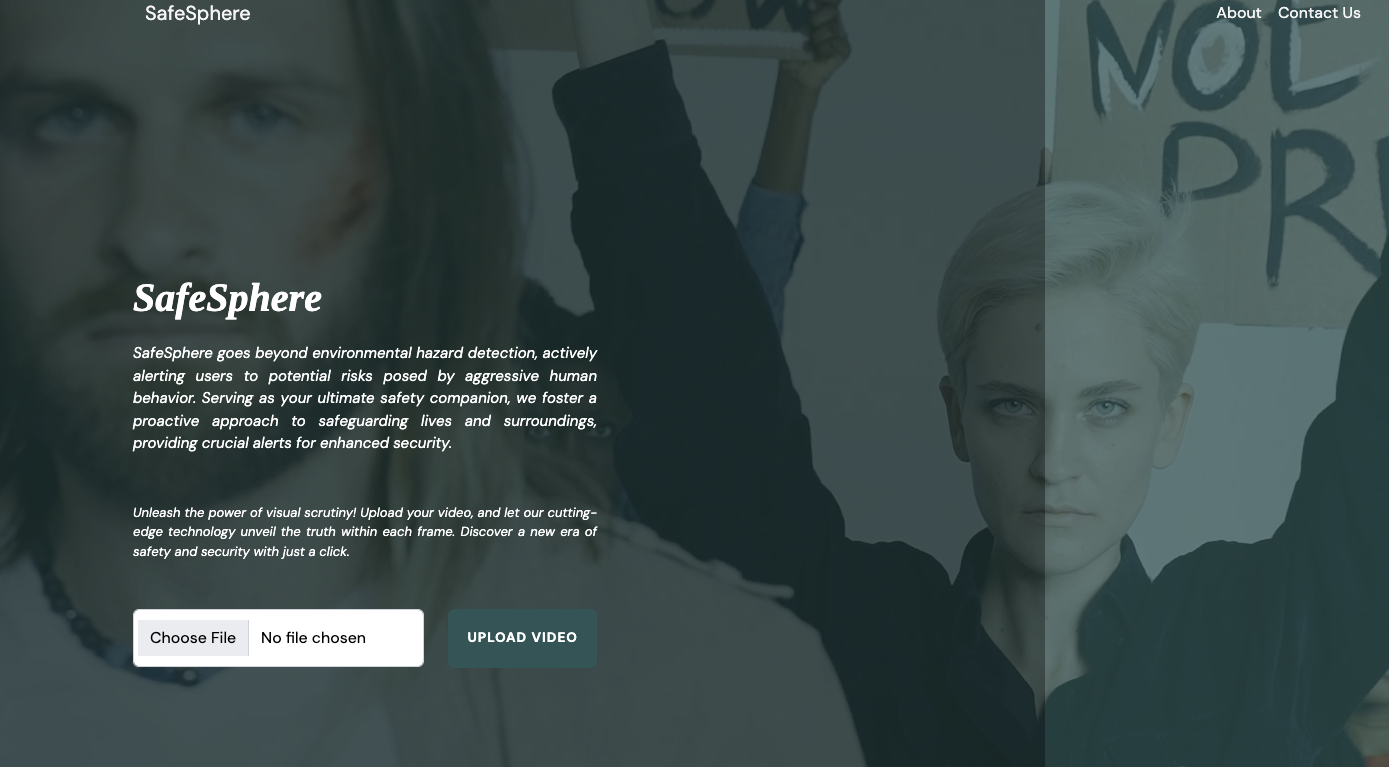 SafeSphere
About Contact Us
NOT
PRI
SafeSphere
SafeSphere goes beyond environmental hazard detection, actively
alerting users to potential risks posed by aggressive human
behavior. Serving as your ultimate safety companion, we foster a
proactive approach to safeguarding lives and surroundings,
providing crucial alerts for enhanced security.
Unleash the power of visual scrutiny! Upload your video, and let our cutting-
edge technology unveil the truth within each frame. Discover a new era of
safety and security with just a click.
Choose File No file chosen
UPLOAD VIDEO